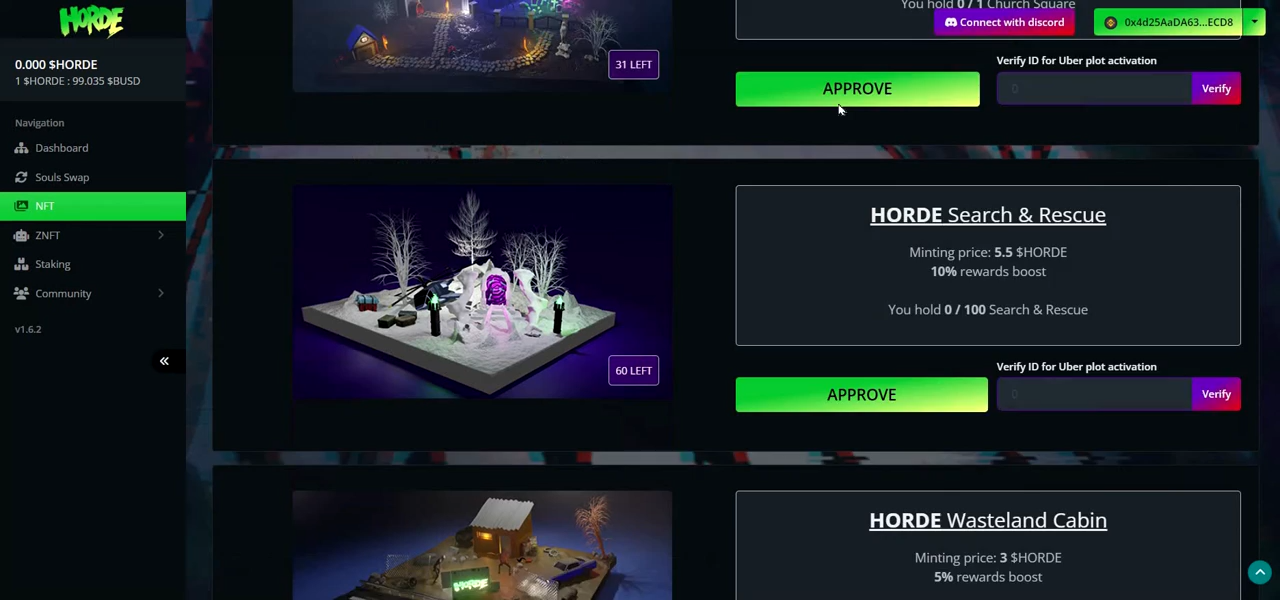 HORDE
You hold 0 / 1 Church Square
Connect with discord
0x4d25AaDA63...ECD8
0.000 $HORDE
1 $HORDE : 99.035 $BUSD
31 LEFT
Verify ID for Uber plot activation
APPROVE
0
Verify
Navigation
Dashboard
Souls Swap
NFT
ZNFT
Staking
Community
v1.6.2
HORDE Search & Rescue
Minting price: 5.5 $HORDE
10% rewards boost
You hold 0 / 100 Search & Rescue
60 LEFT
Verify ID for Uber plot activation
APPROVE
0
Verify
HORDE Wasteland Cabin
Minting price: 3 $HORDE
5% rewards boost
HORDE